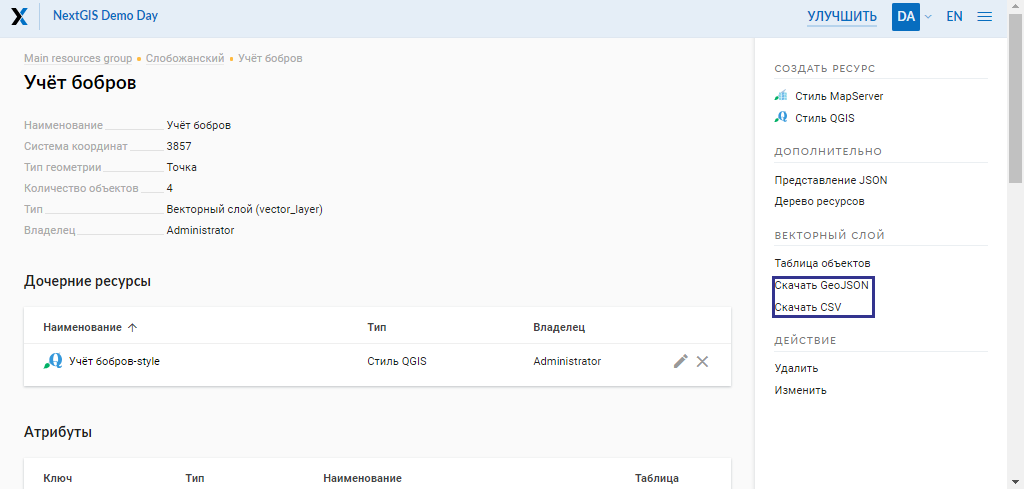 NextGIS Demo Day
УЛУЧШИТЬ DA EN
Main resources group Слобожанский Учёт бобров
Учёт бобров
Наименование Учёт бобров
Система координат 3857
Тип геометрии Точка
Количество объектов 4
Тип Векторный слой (vector_layer)
Владелец Administrator
Дочерние ресурсы
Наименование Тип Владелец
Учёт бобров-style Стиль QGIS Administrator
Атрибуты
Ключ Тип Наименование Таблица
СОЗДАТЬ РЕСУРС
Стиль MapServer
Стиль QGIS
ДОПОЛНИТЕЛЬНО
Представление JSON
Дерево ресурсов
ВЕКТОРНЫЙ СЛОЙ
Таблица объектов
Скачать GeoJSON
Скачать CSV
ДЕЙСТВИЕ
Удалить
Изменить